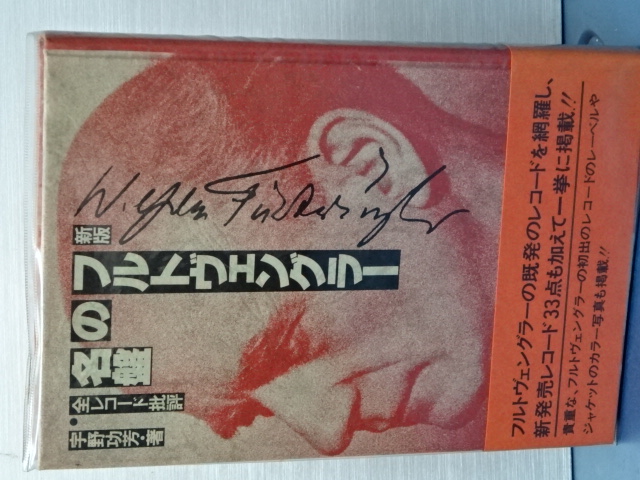 Wilhelm Furtwängler
新版
フルトヴェングラー
の
名盤
●全レコード批評
宇野功芳・著
フルトヴェングラーの既発のレコードを網羅し、
新発売レコード33点も加えて一挙に掲載!!
貴重な、フルトヴェングラーの初出のレコードのレーベルや
ジャケットのカラー写真も掲載!!